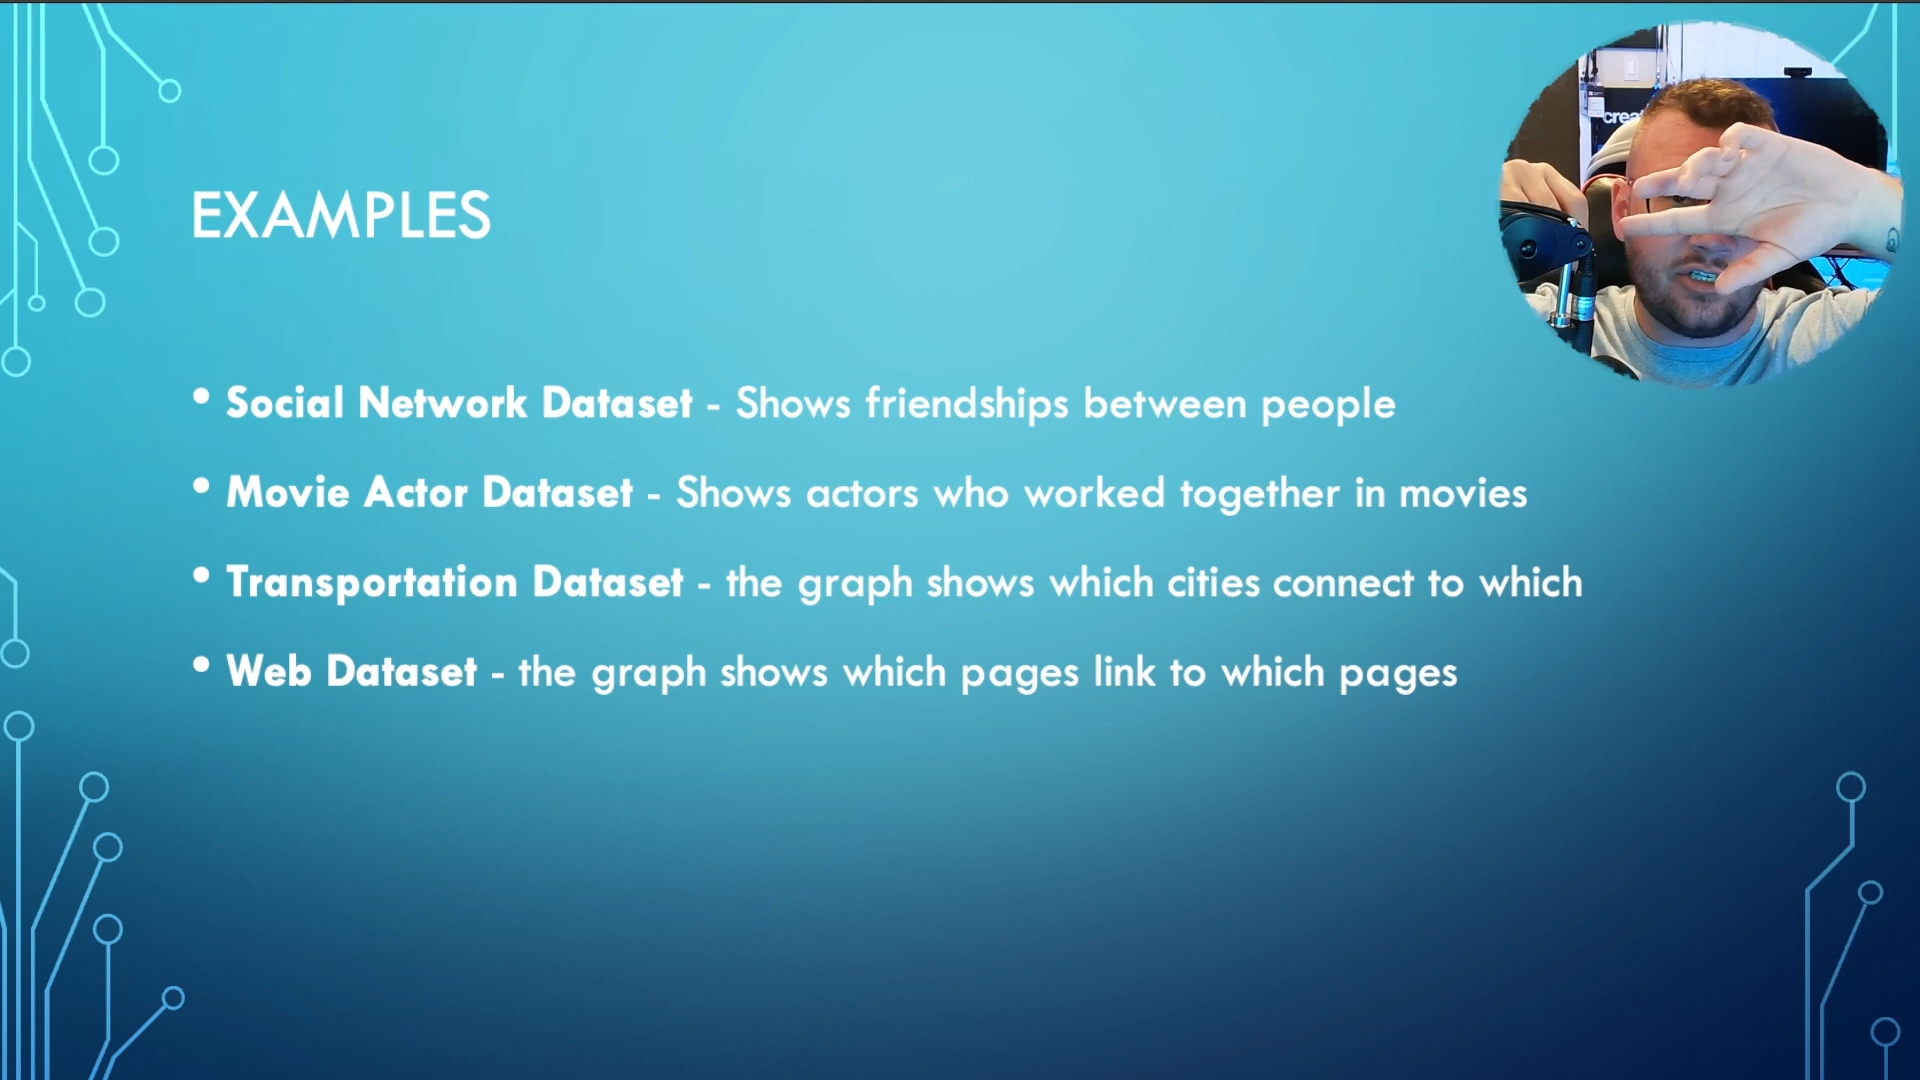 EXAMPLES
• Social Network Dataset - Shows friendships between people
• Movie Actor Dataset - Shows actors who worked together in movies
• Transportation Dataset - the graph shows which cities connect to which
• Web Dataset - the graph shows which pages link to which pages